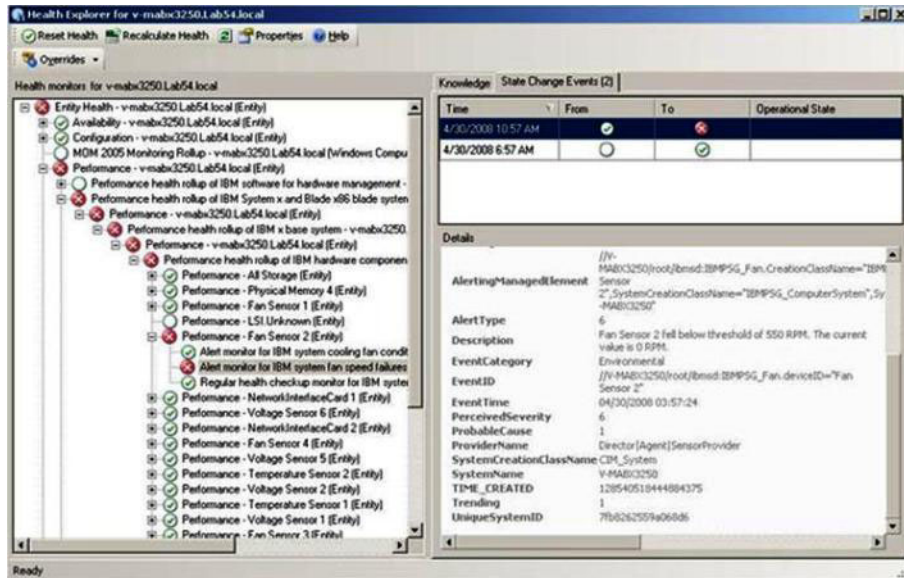 Health Explorer for v-mabx3250.Lab54.local
Reset Health Recalculate Health Properties Help
Overrides
Health monitors for v-mabx3250.Lab54.local
Entity Health - v-mabx3250.Lab54.local (Entity)
Availability - v-mabx3250.Lab54.local (Entity)
Configuration - v-mabx3250.Lab54.local (Entity)
MOM 2005 Monitoring Rollup - v-mabx3250.Lab54.local (Windows Compu
Performance - v-mabx3250.Lab54.local (Entity)
Performance health rollup of IBM software for hardware management -
Performance health rollup of IBM System x and Blade x86 blade system
Performance - v-mabx3250.Lab54.local (Entity)
Performance health rollup of IBM x base system - v-mabx3250.
Performance - v-mabx3250.Lab54.local (Entity)
Performance health rollup of IBM hardware componen
Performance - All Storage (Entity)
Performance - Physical Memory 4 (Entity)
Performance - Fan Sensor 1 (Entity)
Performance - LSI.Unknown (Entity)
Performance - Fan Sensor 2 (Entity)
Alert monitor for IBM system cooling fan condit
Alert monitor for IBM system fan speed failures
Regular health checkup monitor for IBM syste
Performance - NetworkInterfaceCard 1 (Entity)
Performance - Voltage Sensor 6 (Entity)
Performance - NetworkInterfaceCard 2 (Entity)
Performance - Fan Sensor 4 (Entity)
Performance - Voltage Sensor 5 (Entity)
Performance - Temperature Sensor 2 (Entity)
Performance - Voltage Sensor 2 (Entity)
Performance - Temperature Sensor 1 (Entity)
Performance - Voltage Sensor 1 (Entity)
Performance - Fan Sensor 3 (Entity)
Knowledge State Change Events (2)
Time From To Operational State
4/30/2008 10:57 AM
4/30/2008 6:57 AM
Details
//V-
MABX3250/root/ibmsd:IBMPSG_Fan.CreationClassName="IBM
AlertingManagedElement Sensor
2",SystemCreationClassName="IBMPSG_ComputerSystem",Sy
-MABX3250"
AlertType 6
Description Fan Sensor 2 fell below threshold of 550 RPM. The current
value is 0 RPM.
EventCategory Environmental
EventID //V-MABX3250/root/ibmsd:IBMPSG_Fan.deviceID="Fan
Sensor 2"
EventTime 04/30/2008 03:57:24
PerceivedSeverity 6
ProbableCause 1
ProviderName Director|Agent|SensorProvider
SystemCreationClassName CIM_System
SystemName V-MABX3250
TIME_CREATED 128540518444884375
Trending 1
UniqueSystemID 7fb8262559a068d6
Ready